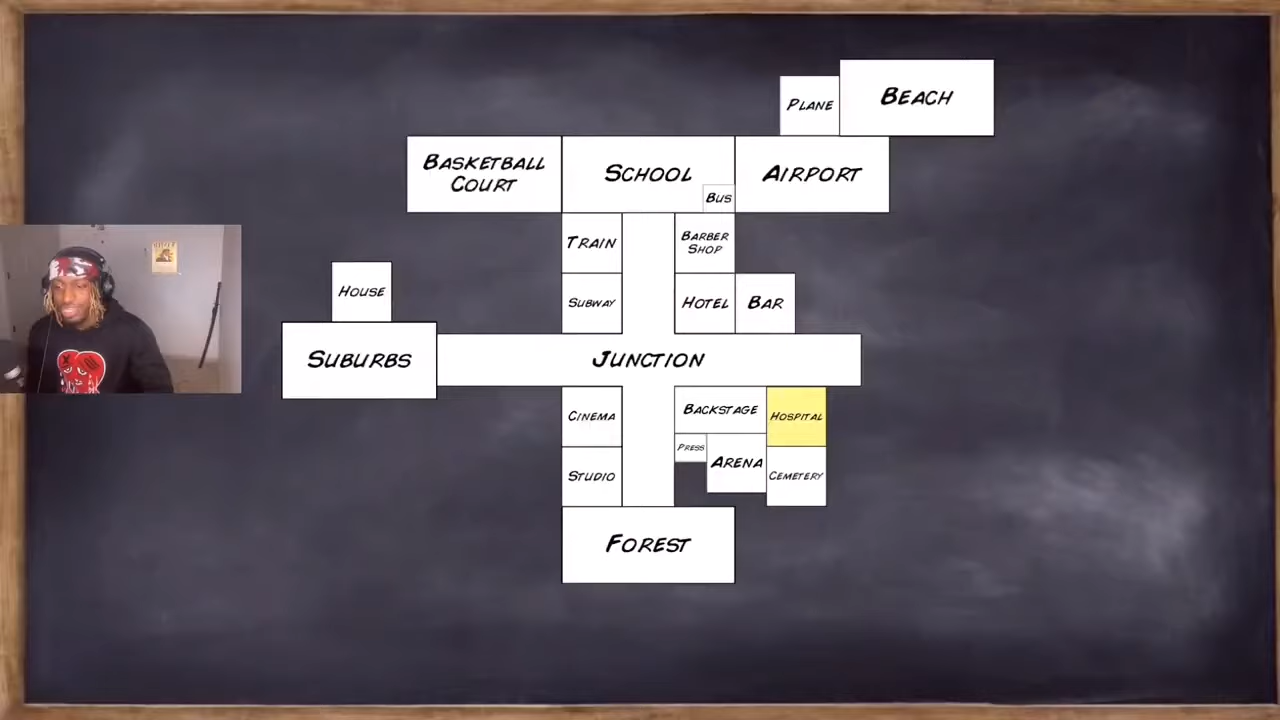 PLANE
BEACH
BASKETBALL
COURT
SCHOOL
AIRPORT
BUS
TRAIN
BARBER
SHOP
HOUSE
SUBWAY
HOTEL
BAR
SUBURBS
JUNCTION
CINEMA
BACKSTAGE
HOSPITAL
PRESS
ARENA
STUDIO
CEMETERY
FOREST